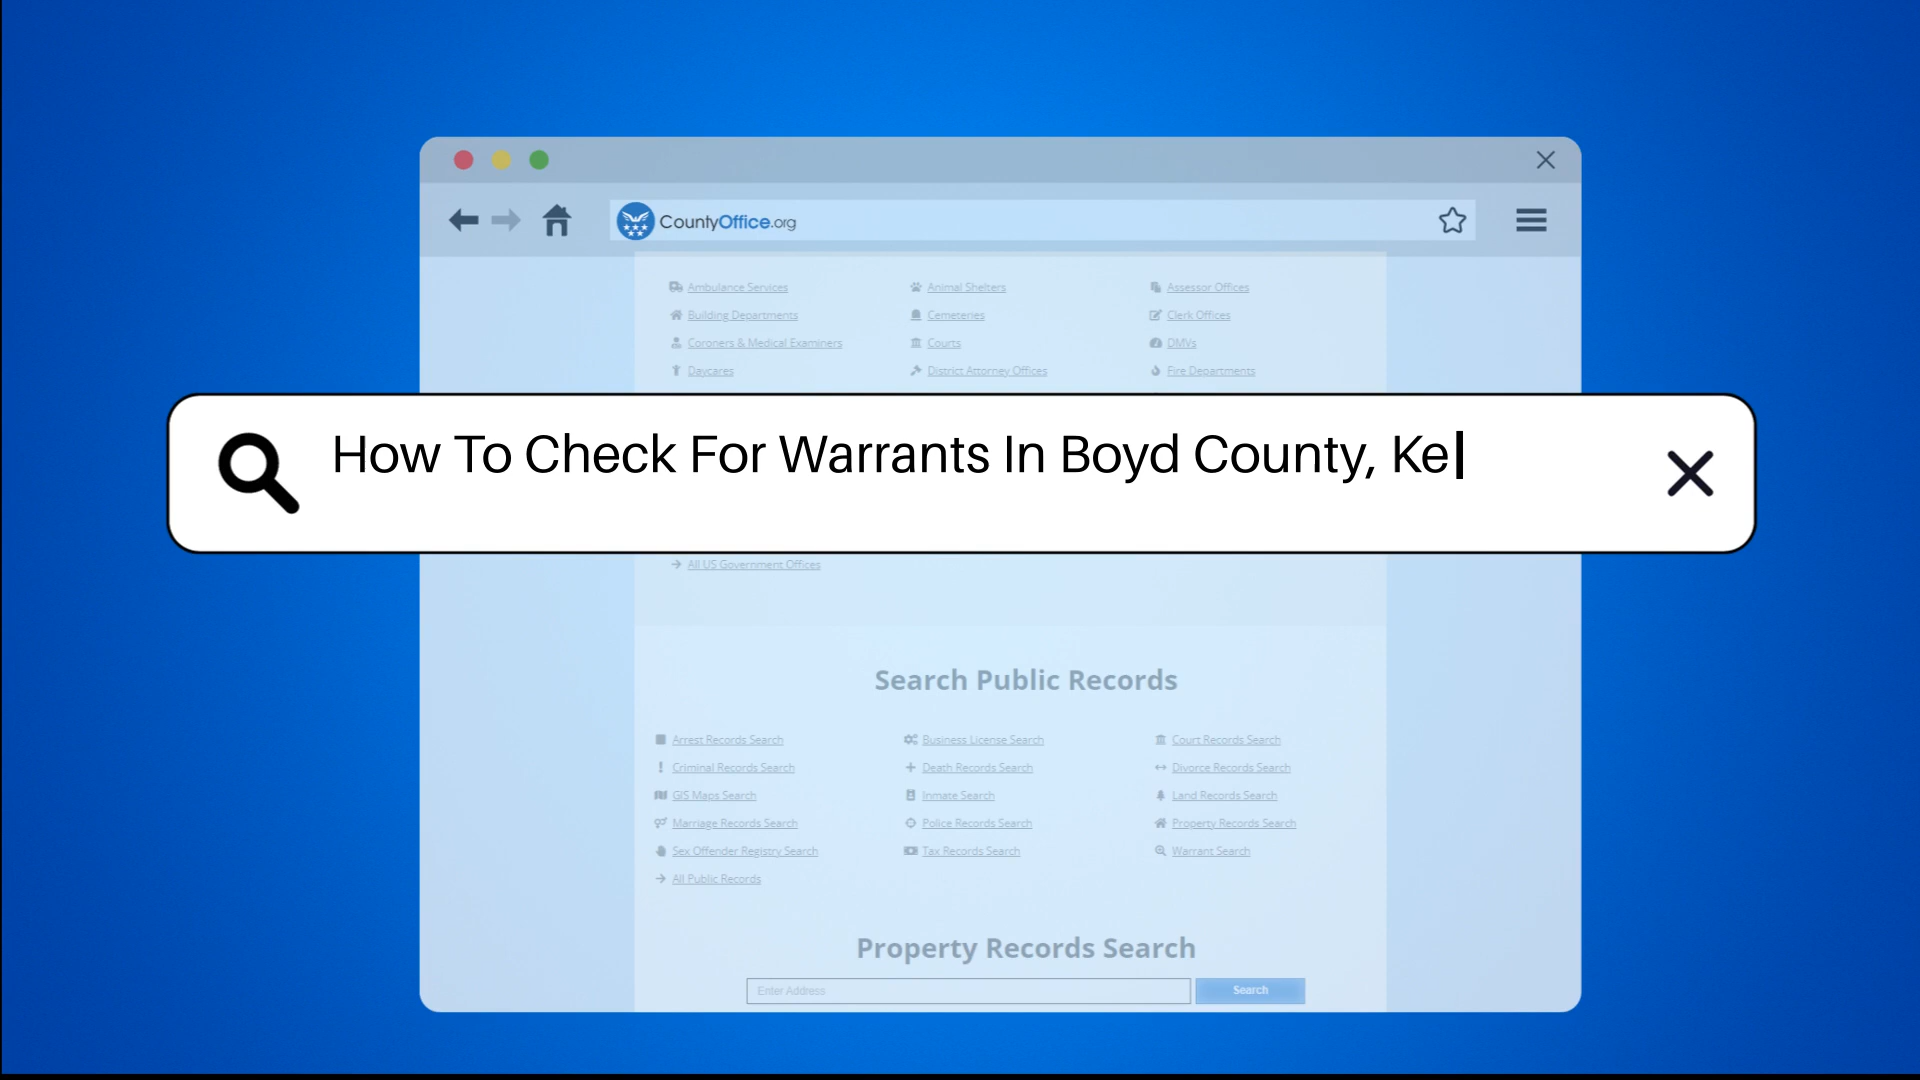 CountyOffice.org
Ambulance Services
Animal Shelters
Assessor Offices
Building Departments
Cemeteries
Clerk Offices
Coroners & Medical Examiners
Courts
DMVs
Daycares
District Attorney Offices
Fire Departments
How To Check For Warrants In Boyd County, Ke
All US Government Offices
Search Public Records
Arrest Records Search
Business License Search
Court Records Search
Criminal Records Search
Death Records Search
Divorce Records Search
GIS Maps Search
Inmate Search
Land Records Search
Marriage Records Search
Police Records Search
Property Records Search
Sex Offender Registry Search
Tax Records Search
Warrant Search
All Public Records
Property Records Search
Enter Address
Search